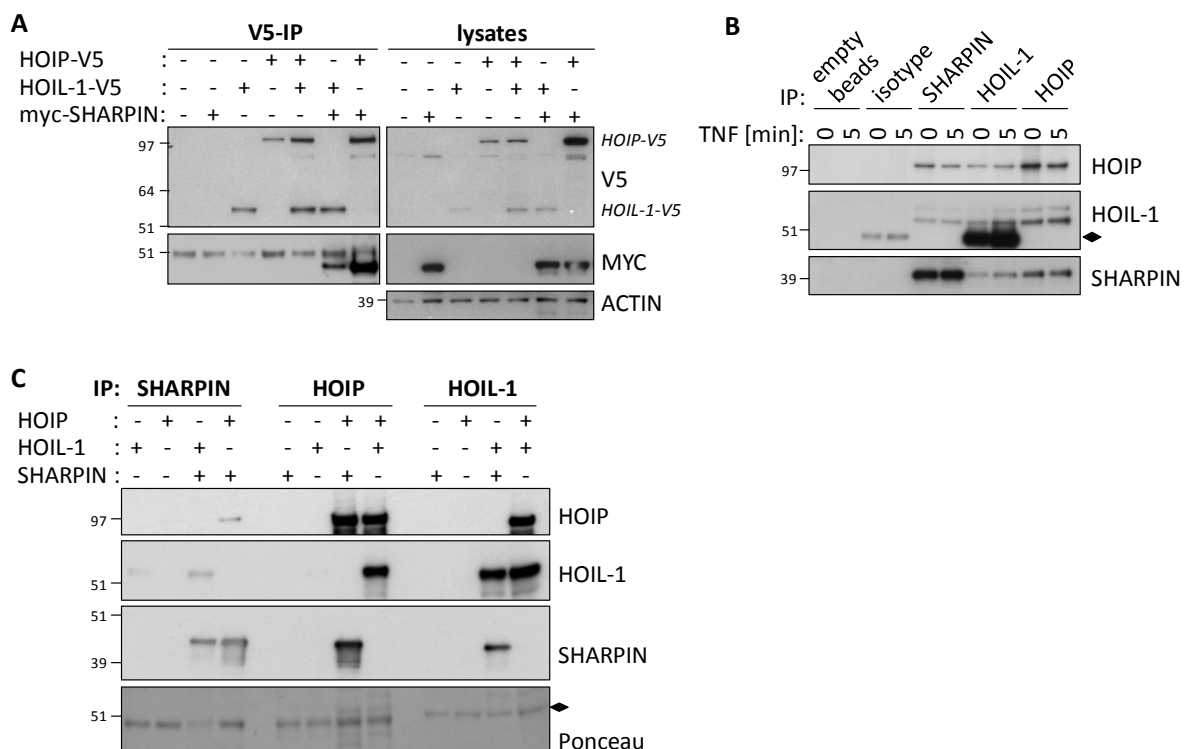 A
V5-IP lysates
HOIP-V5 : - - - + + - + - - - + + - +
HOIL-1-V5 : - - + - + + - - - + - + + -
myc-SHARPIN: - + - - - + + - + - - - + +
97 HOIP-V5
64 V5
51 HOIL-1-V5
51 MYC
39 ACTIN
B
IP: empty beads isotype SHARPIN HOIL-1 HOIP
TNF [min]: 0 5 0 5 0 5 0 5 0 5
97 HOIP
51 HOIL-1
39 SHARPIN
C
IP: SHARPIN HOIP HOIL-1
HOIP : - + - + - - + + - - - +
HOIL-1 : + - + - - + - + - - + +
SHARPIN : - - + + + - + - + - + -
97 HOIP
51 HOIL-1
51
39 SHARPIN
51 Ponceau